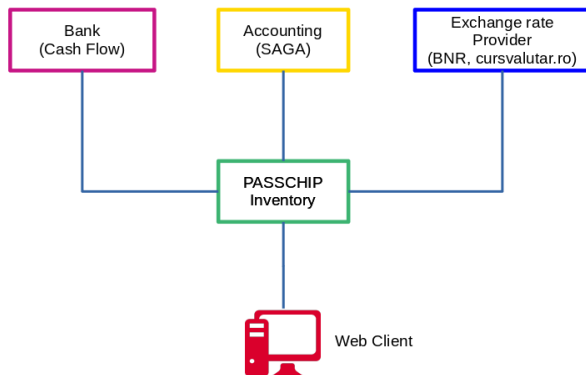 Bank
(Cash Flow)
Accounting
(SAGA)
Exchange rate
Provider
(BNR, cursvalutar.ro)
PASSCHIP
Inventory
Web Client